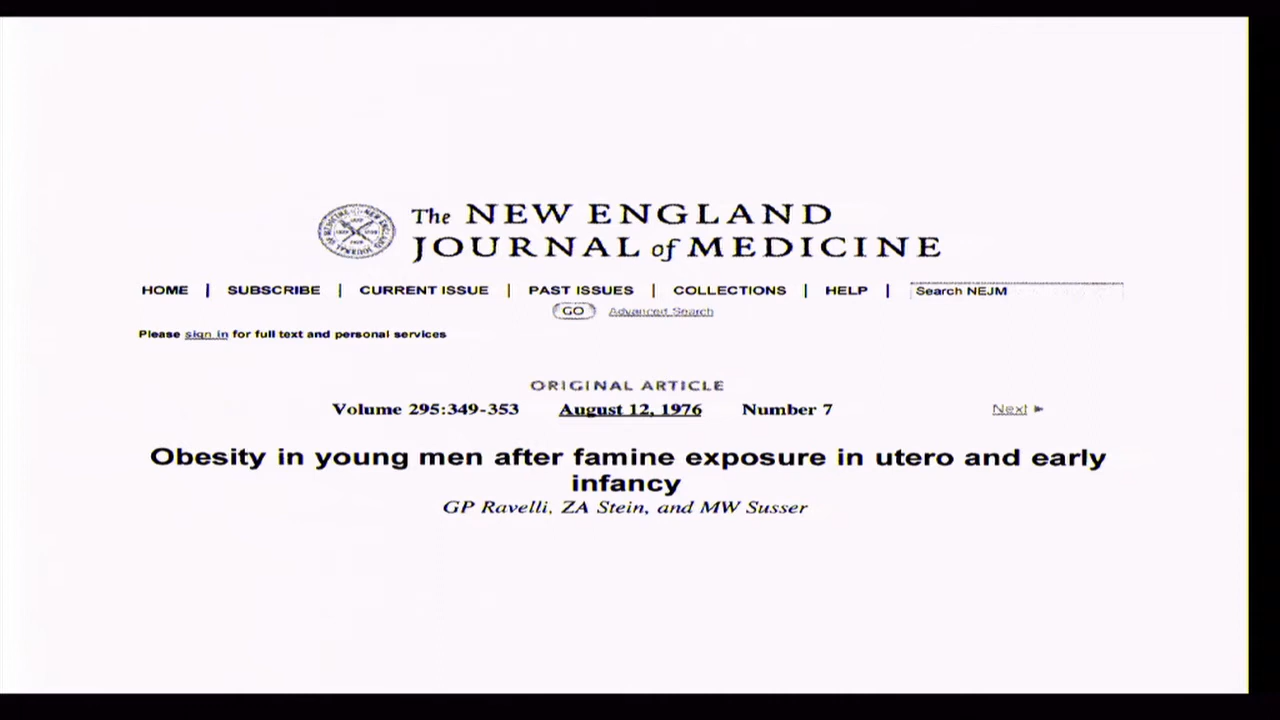 The NEW ENGLAND
JOURNAL of MEDICINE
HOME | SUBSCRIBE | CURRENT ISSUE | PAST ISSUES | COLLECTIONS | HELP | Search NEJM
GO Advanced Search
Please sign in for full text and personal services
ORIGINAL ARTICLE
Volume 295:349-353 August 12, 1976 Number 7 Next ►
Obesity in young men after famine exposure in utero and early
infancy
GP Ravelli, ZA Stein, and MW Susser